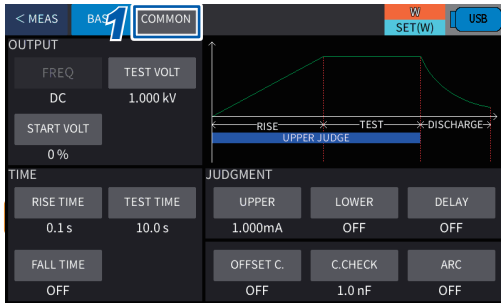 < MEAS BAS 1 COMMON W SET(W) USB
OUTPUT
FREQ TEST VOLT
DC 1.000 kV
START VOLT
0 %
RISE TEST DISCHARGE
UPPER JUDGE
TIME
RISE TIME TEST TIME
0.1 s 10.0 s
FALL TIME
OFF
JUDGMENT
UPPER LOWER DELAY
1.000mA OFF OFF
OFFSET C. C.CHECK ARC
OFF 1.0 nF OFF